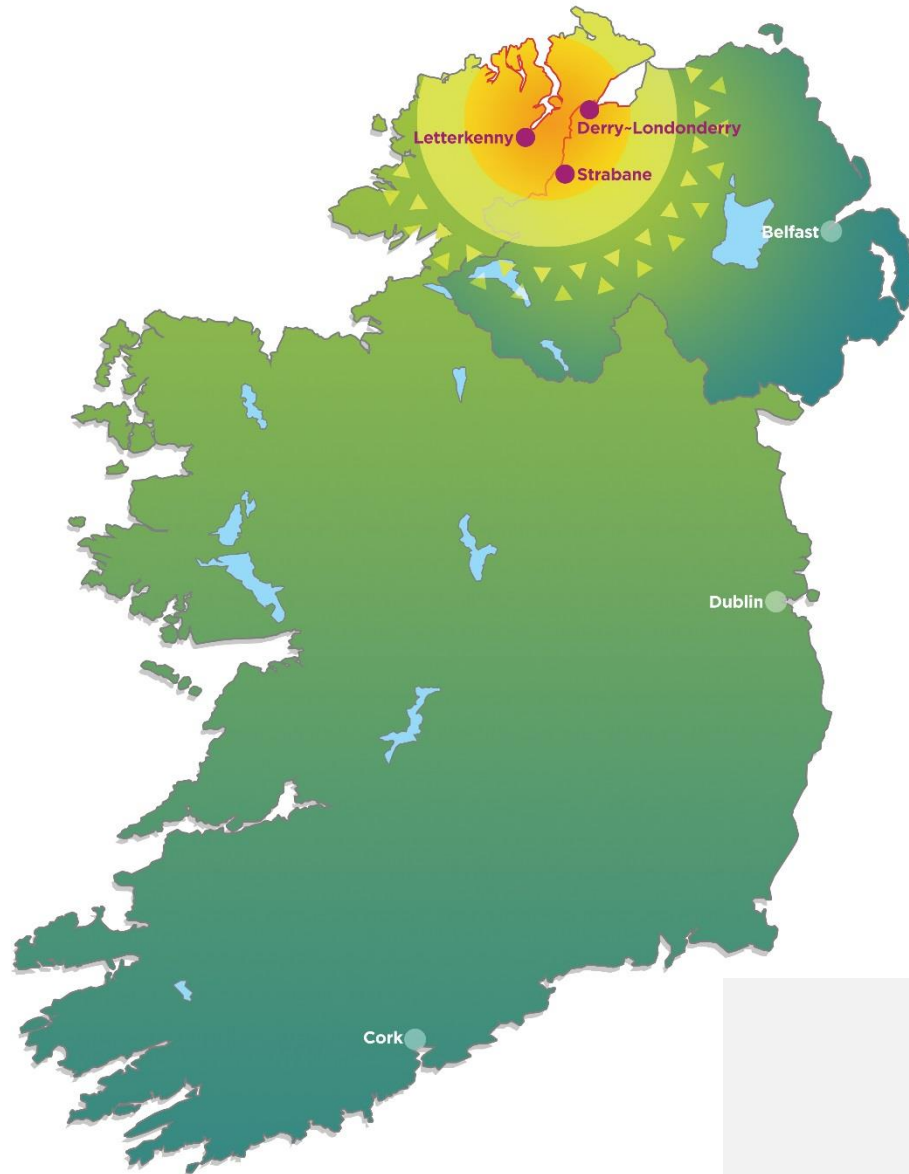 Letterkenny
Derry~Londonderry
Strabane
Belfast
Dublin
Cork